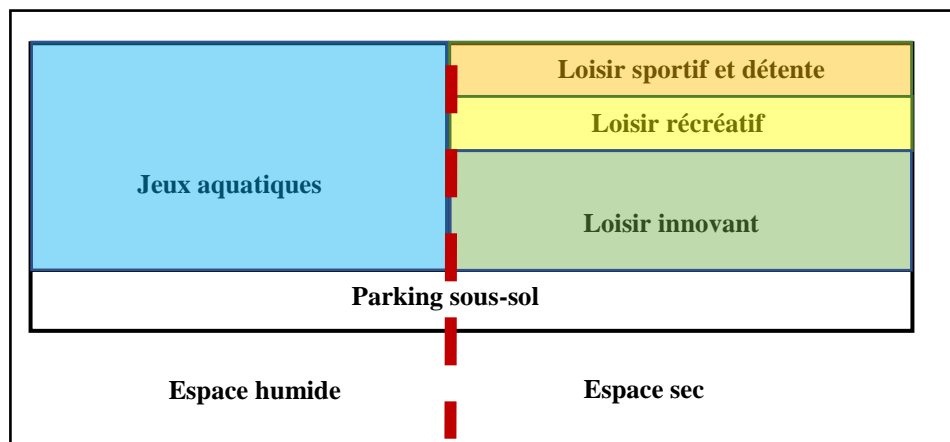 Loisir sportif et détente
Loisir récréatif
Jeux aquatiques
Loisir innovant
Parking sous-sol
Espace humide
Espace sec